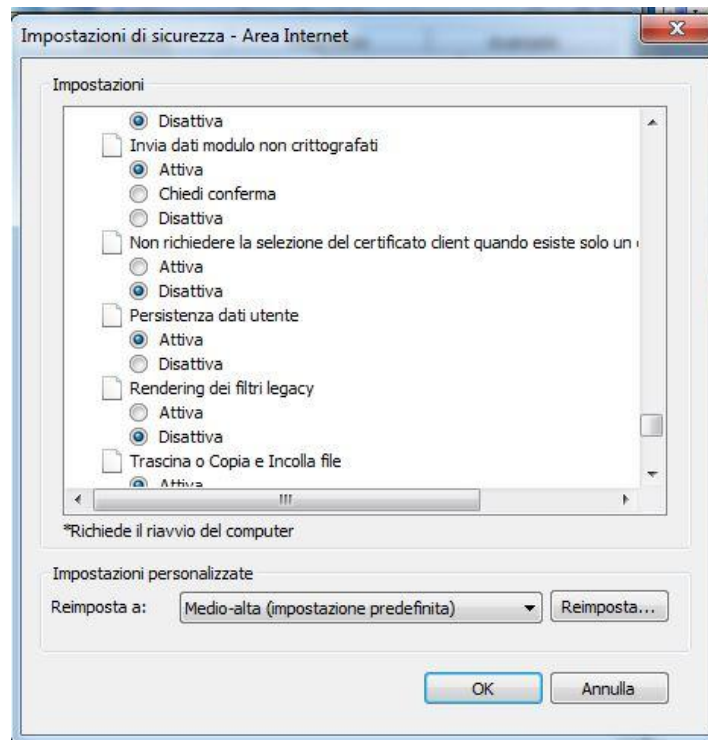 Impostazioni di sicurezza - Area Internet
Impostazioni
Disattiva
Invia dati modulo non crittografati
Attiva
Chiedi conferma
Disattiva
Non richiedere la selezione del certificato client quando esiste solo un
Attiva
Disattiva
Persistenza dati utente
Attiva
Disattiva
Rendering dei filtri legacy
Attiva
Disattiva
Trascina o Copia e Incolla file
Attiva
*Richiede il riavvio del computer
Impostazioni personalizzate
Reimposta a: Medio-alta (impostazione predefinita) Reimposta...
OK Annulla